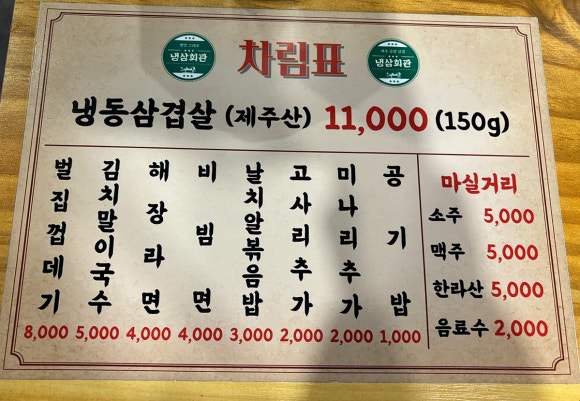 냉삼회관
차림표
냉삼회관
냉동삼겹살 (제주산) 11,000 (150g)
벌집껍데기 8,000
김치말이국수 5,000
해장라면 4,000
비빔면 4,000
날치알볶음밥 3,000
고사리추가 2,000
미나리추가 2,000
공기밥 1,000
마실거리
소주 5,000
맥주 5,000
한라산 5,000
음료수 2,000